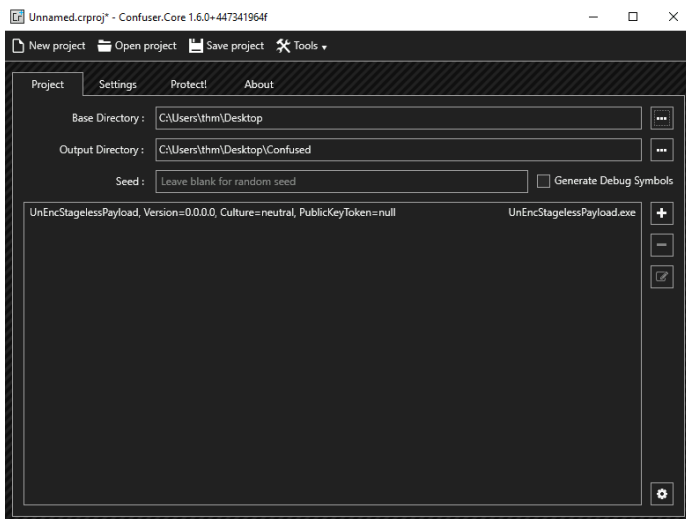 Unnamed.crproj* - Confuser.Core 1.6.0+447341964f
New project Open project Save project Tools
Project Settings Protect! About
Base Directory : C:\Users\thm\Desktop
Output Directory : C:\Users\thm\Desktop\Confused
Seed : Leave blank for random seed Generate Debug Symbols
UnEncStagelessPayload, Version=0.0.0.0, Culture=neutral, PublicKeyToken=null UnEncStagelessPayload.exe